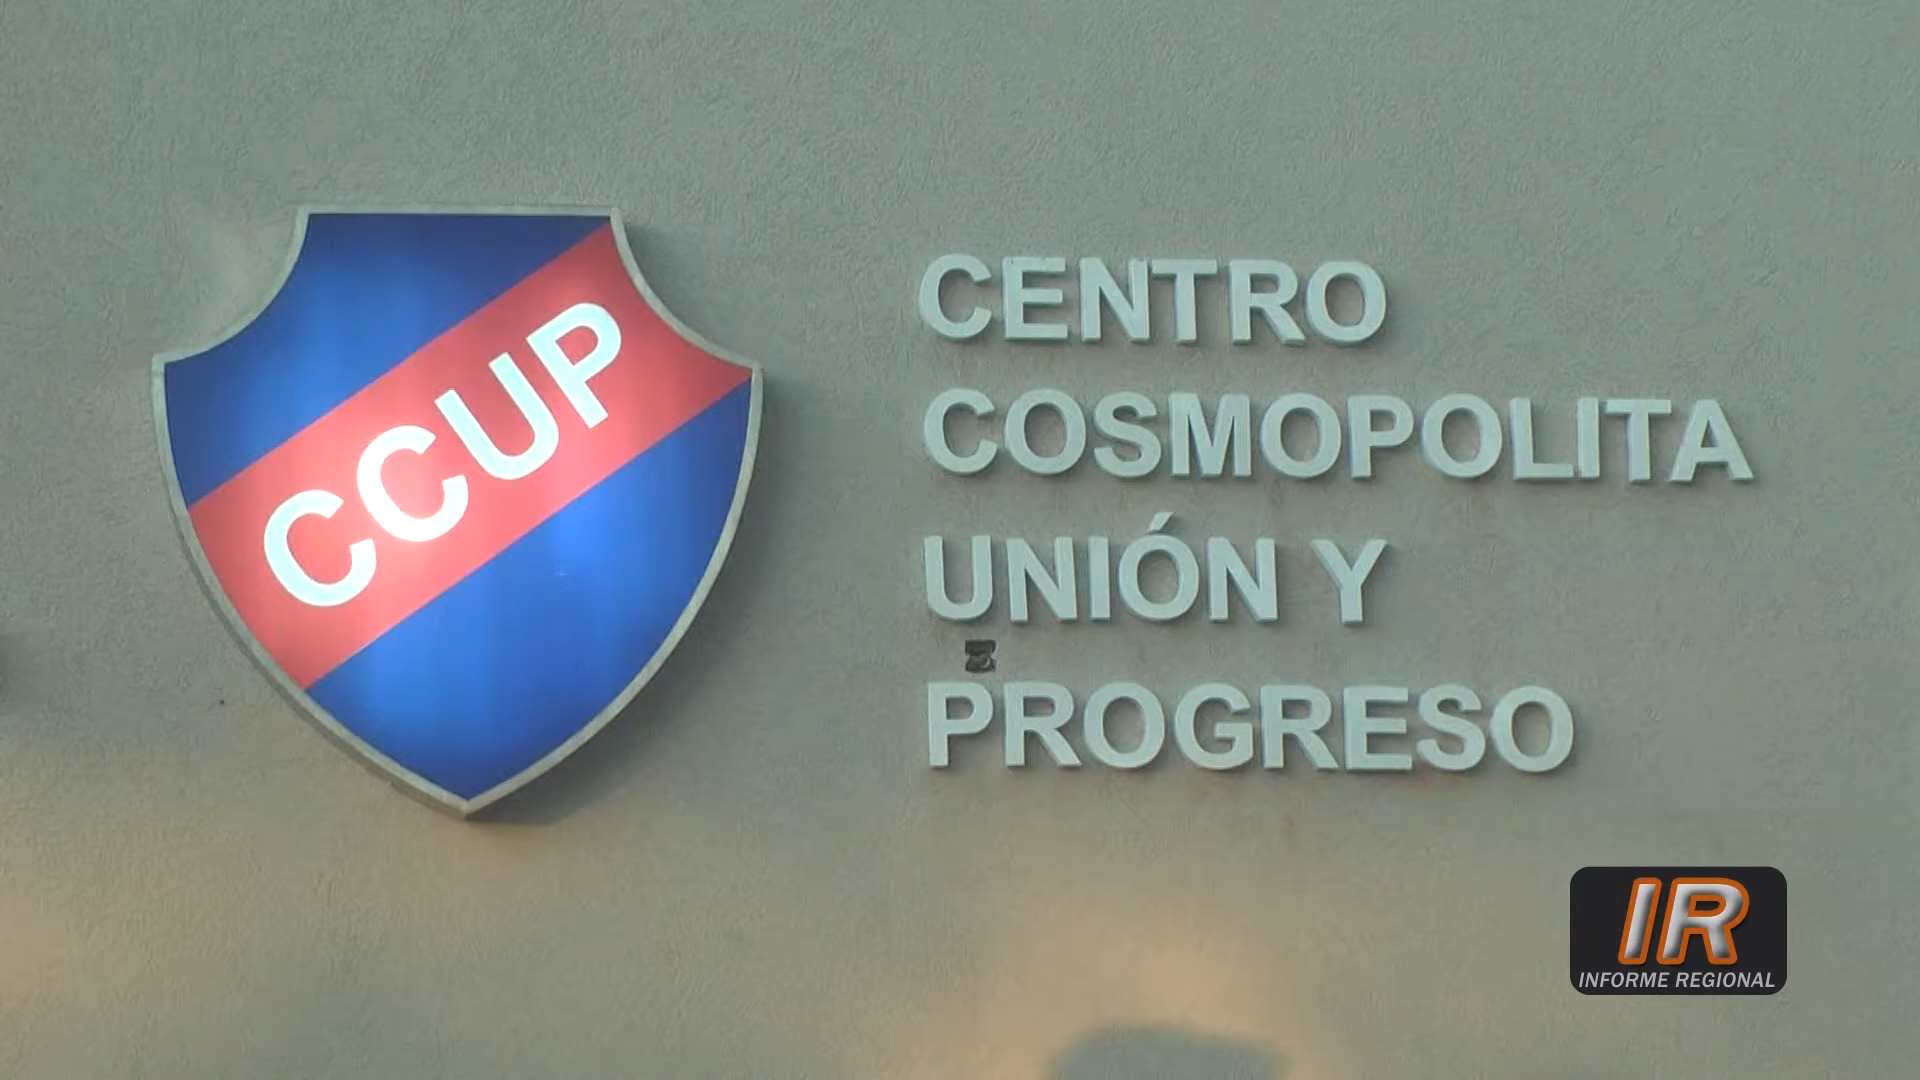 CCUP
CENTRO
COSMOPOLITA
UNIÓN Y
PROGRESO
IR
INFORME REGIONAL